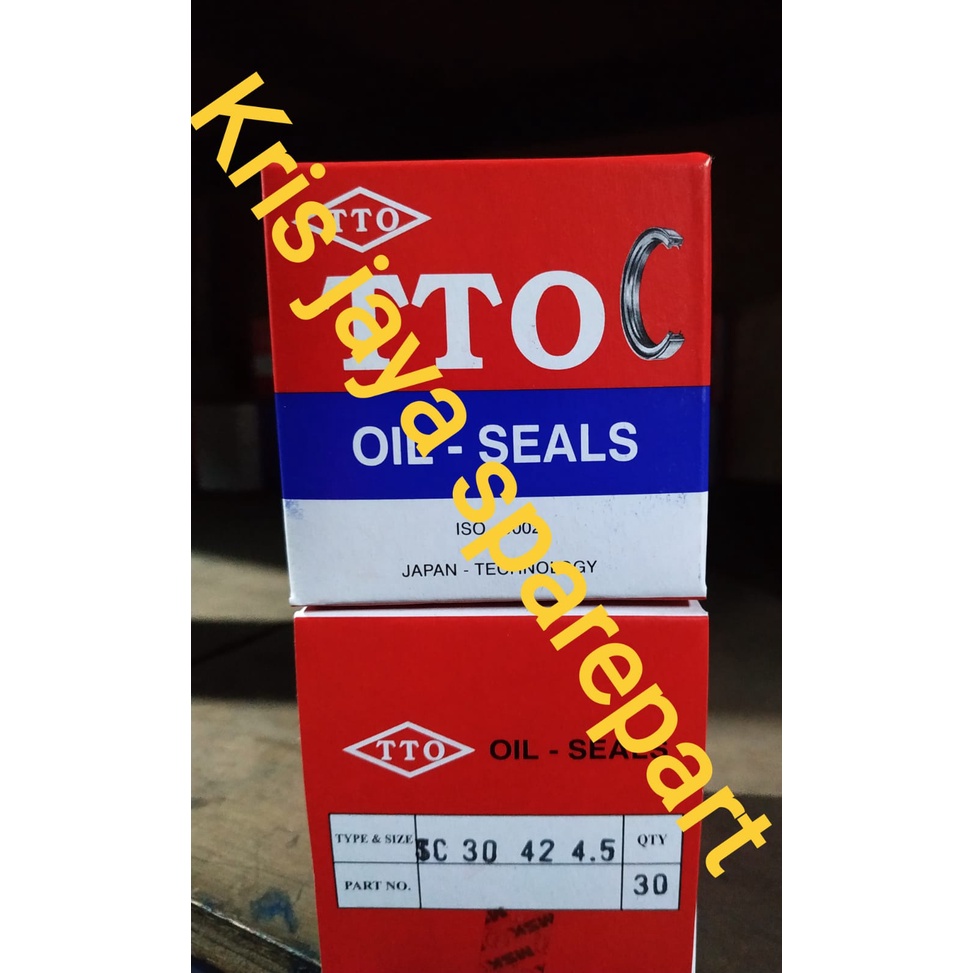 Kris jaya sparepart
TTO
TTO
OIL - SEALS
ISO
JAPAN - TECHNOLOGY
TTO OIL - SEALS
TYPE & SIZE SC 30 42 4.5 QTY
PART NO. 30